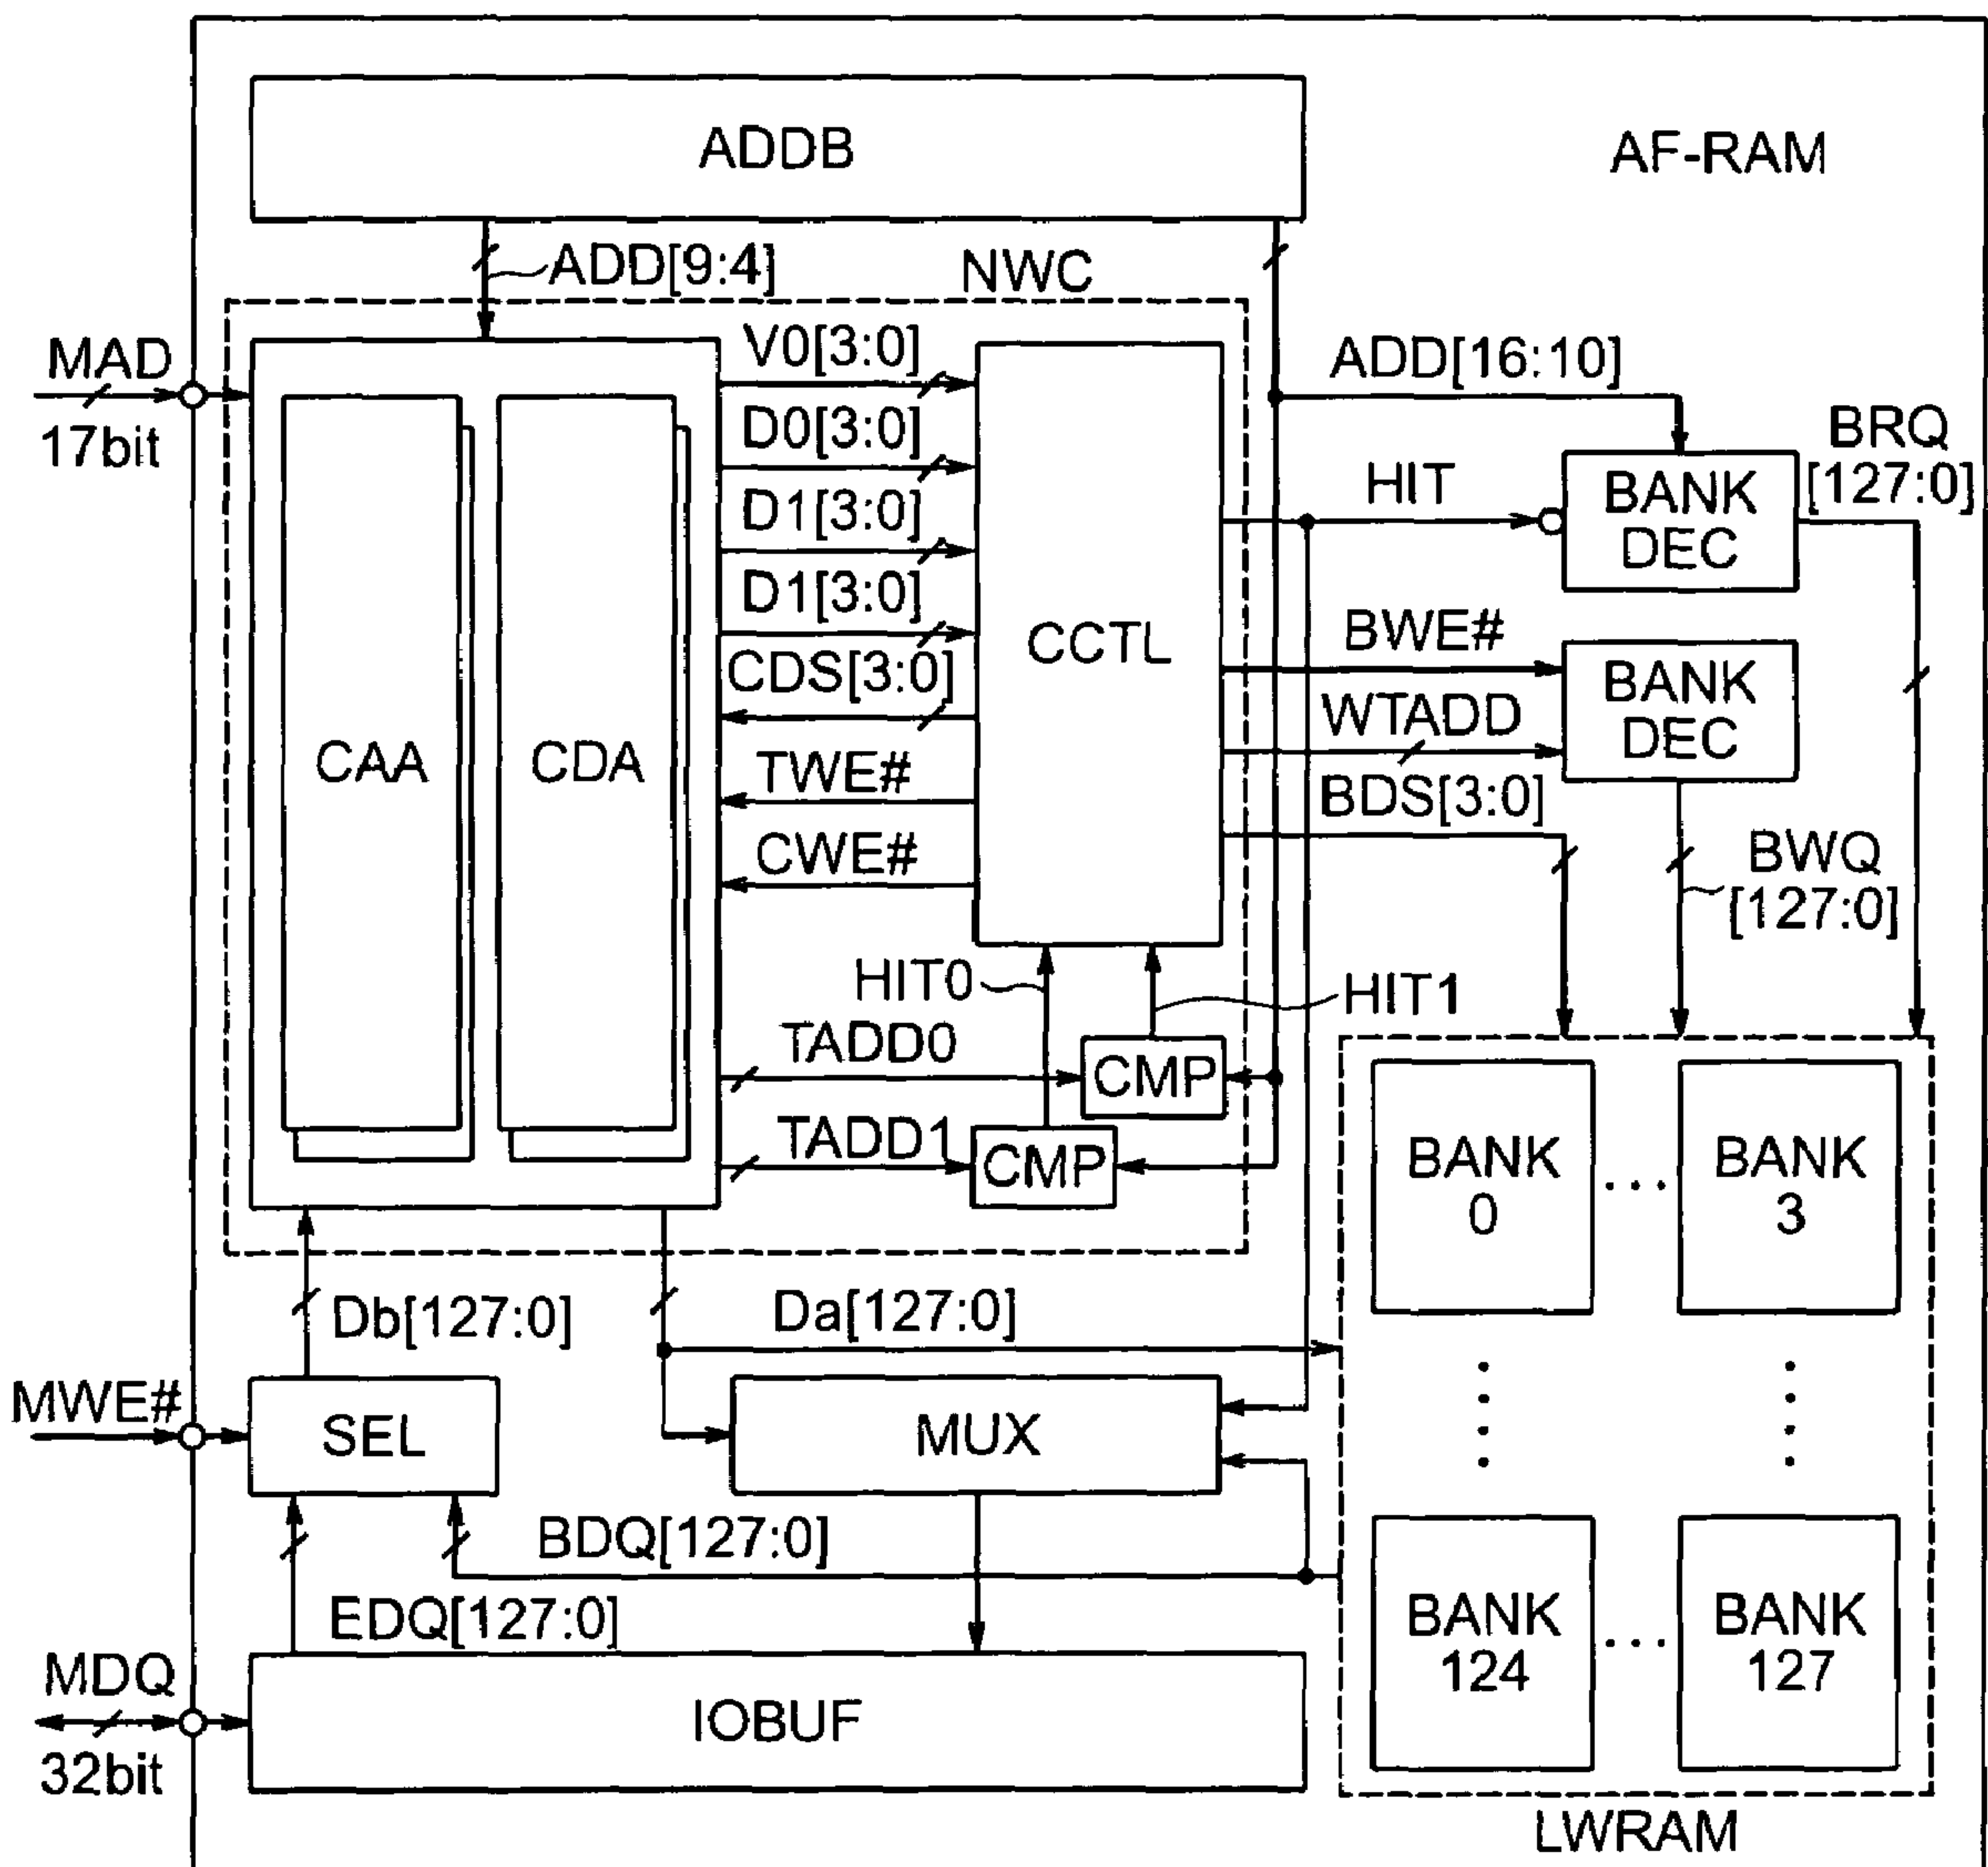 ADDB
AF-RAM
ADD[9:4]
NWC
MAD
17bit
V0[3:0]
D0[3:0]
D1[3:0]
D1[3:0]
CDS[3:0]
TWE#
CWE#
CAA
CDA
CCTL
ADD[16:10]
BRQ
[127:0]
HIT
BANK
DEC
BWE#
WTADD
BANK
DEC
BDS[3:0]
BWQ
[127:0]
HIT0
HIT1
TADD0
CMP
TADD1
CMP
BANK
0
...
BANK
3
Db[127:0]
Da[127:0]
MWE#
SEL
MUX
BDQ[127:0]
EDQ[127:0]
BANK
124
...
BANK
127
MDQ
32bit
IOBUF
LWRAM